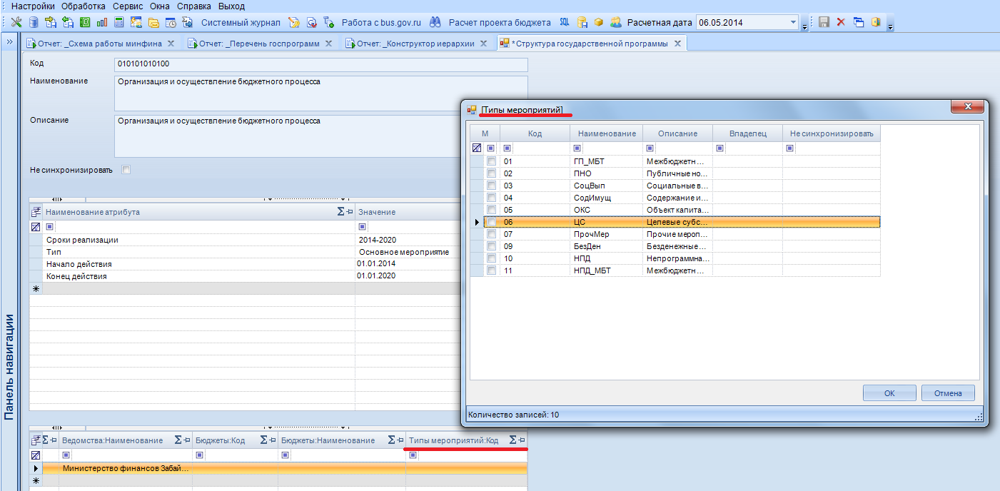 Настройки Обработка Сервис Окна Справка Выход
Системный журнал Работа с bus.gov.ru Расчет проекта бюджета SQL Расчетная дата 06.05.2014
» Отчет: _Схема работы минфина Отчет: _Перечень госпрограмм Отчет: _Конструктор иерархии *Структура государственной программы
Код 010101010100
Наименование Организация и осуществление бюджетного процесса
Описание Организация и осуществление бюджетного процесса
Не синхронизировать
Наименование атрибута Σ Значение
Сроки реализации 2014-2020
Тип Основное мероприятие
Начало действия 01.01.2014
Конец действия 01.01.2020
Панель навигации
Σ Ведомства:Наименование Σ Бюджеты:Код Σ Бюджеты:Наименование Σ Типы мероприятий:Код Σ
Министерство финансов Забай...
[Типы мероприятий]
М Код Наименование Описание Владелец Не синхронизировать
01 ГП_МБТ Межбюджетн...
02 ПНО Публичные но...
03 СоцВып Социальные в...
04 СодИмущ Содержание и...
05 ОКС Объект капита...
06 ЦС Целевые субс...
07 ПрочМер Прочие мероп...
09 БезДен Безденежные...
10 НПД Непрограммна...
11 НПД_МБТ Межбюджетн...
ОК Отмена
Количество записей: 10